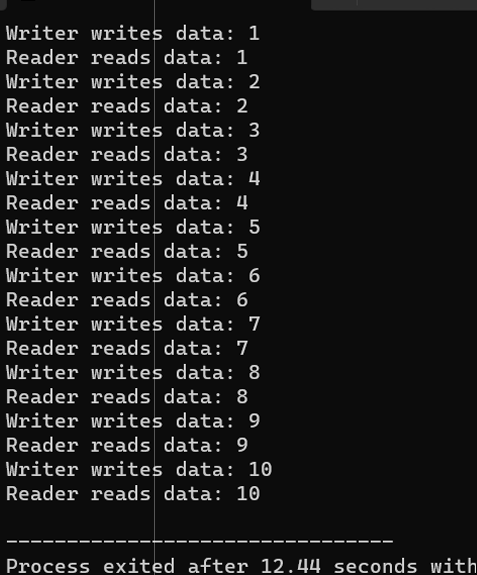 Writer writes data: 1
Reader reads data: 1
Writer writes data: 2
Reader reads data: 2
Writer writes data: 3
Reader reads data: 3
Writer writes data: 4
Reader reads data: 4
Writer writes data: 5
Reader reads data: 5
Writer writes data: 6
Reader reads data: 6
Writer writes data: 7
Reader reads data: 7
Writer writes data: 8
Reader reads data: 8
Writer writes data: 9
Reader reads data: 9
Writer writes data: 10
Reader reads data: 10
--------------------------------
Process exited after 12.44 seconds with